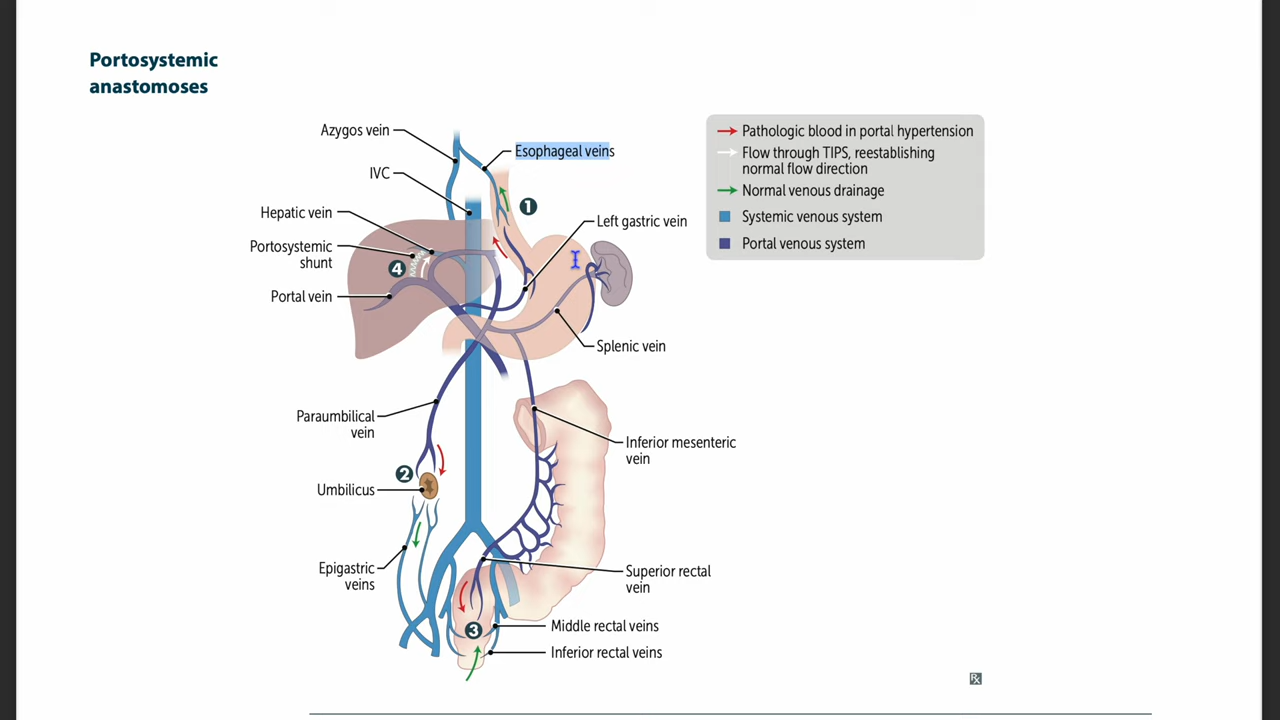 Portosystemic
anastomoses
Azygos vein
Esophageal veins
IVC
1
Hepatic vein
Left gastric vein
Portosystemic
shunt
4
Portal vein
Splenic vein
Paraumbilical
vein
Inferior mesenteric
vein
2
Umbilicus
Epigastric
veins
Superior rectal
vein
3
Middle rectal veins
Inferior rectal veins
Pathologic blood in portal hypertension
Flow through TIPS, reestablishing
normal flow direction
Normal venous drainage
Systemic venous system
Portal venous system
Rx